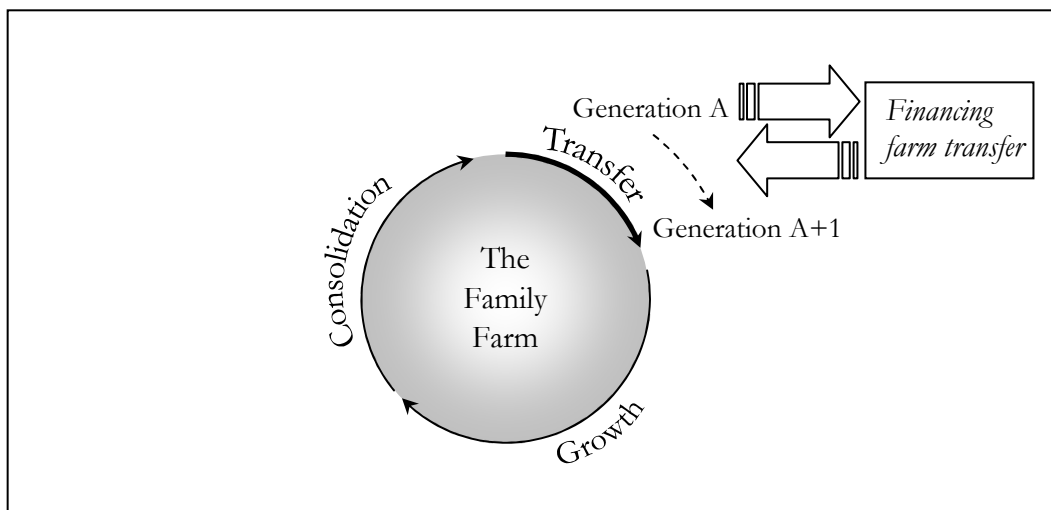 Generation A
Financing
farm transfer
Transfer
Generation A+1
Consolidation
The
Family
Farm
Growth